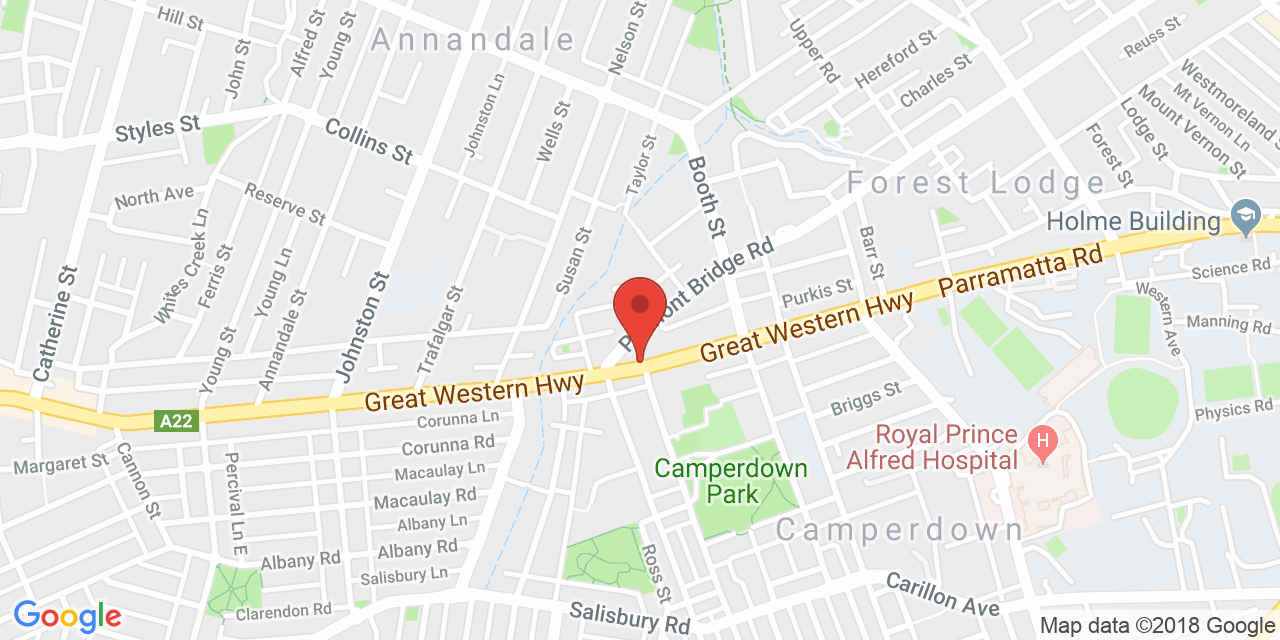 Hill St
Alfred St
Young St
John St
Annandale
Nelson St
Upper Rd
Hereford St
Charles St
Reuss St
Westmoreland St
Mt Vernon Ln
Mount Vernon St
Lodge St
Forest St
Styles St
Collins St
Johnston Ln
Wells St
Taylor St
Booth St
Forest Lodge
North Ave
Reserve St
Holme Building
Whites Creek Ln
Ferris St
Young Ln
Annandale St
Susan St
Bridge Rd
Barr St
Parramatta Rd
Science Rd
Western Ave
Manning Rd
Catherine St
Johnston St
Trafalgar St
Purkis St
Great Western Hwy
Young St
Great Western Hwy
A22
Briggs St
Physics Rd
Corunna Ln
Corunna Rd
Royal Prince
Alfred Hospital
H
Margaret St
Cannon St
Percival Ln E
Macaulay Ln
Macaulay Rd
Camperdown
Park
Albany Ln
Albany Rd
Albany Rd
Camperdown
Salisbury Ln
Ross St
Carillon Ave
Clarendon Rd
Salisbury Rd
Google
Map data ©2018 Google